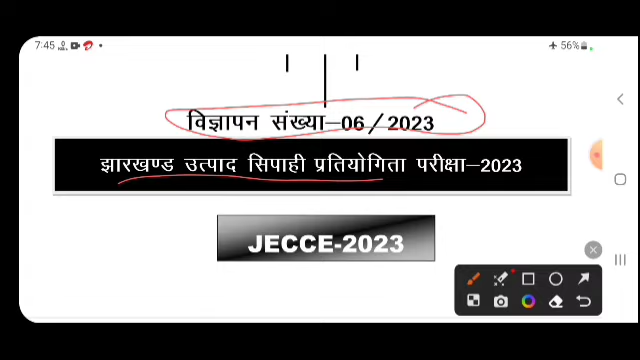 7:45
56%
विज्ञापन संख्या–06/2023
झारखण्ड उत्पाद सिपाही प्रतियोगिता परीक्षा–2023
JECCE-2023